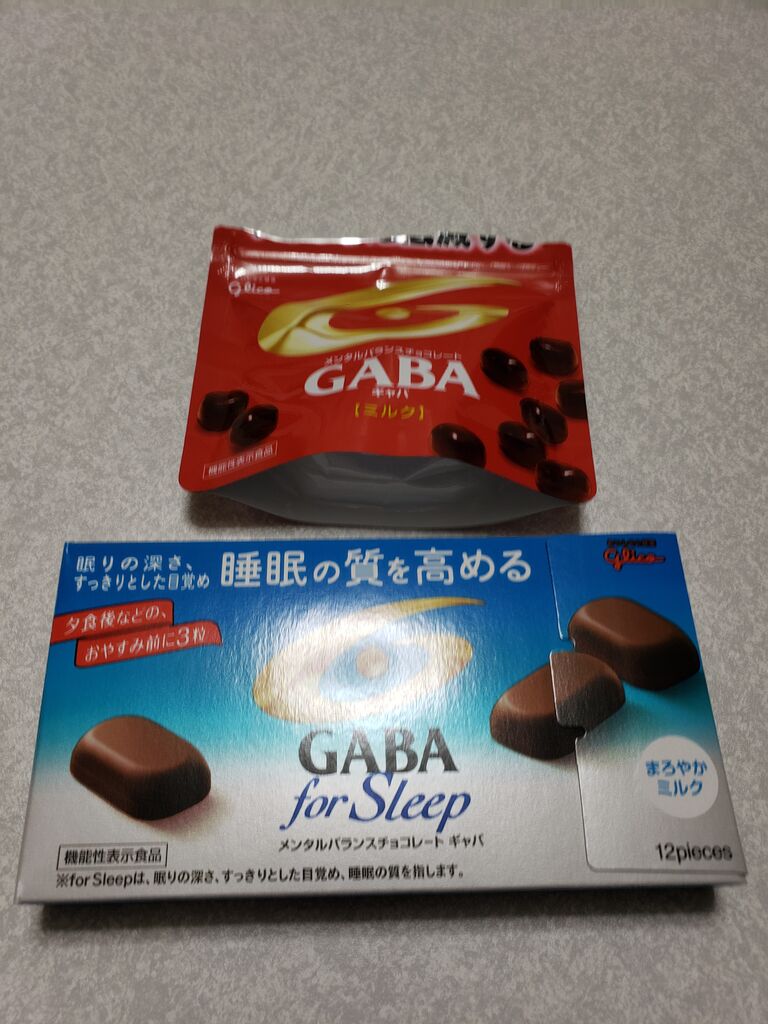 glico
メンタルバランスチョコレート
GABA
ギャバ
【ミルク】
機能性表示食品
眠りの深さ、
すっきりとした目覚め
睡眠の質を高める
glico
夕食後などの、
おやすみ前に3粒
GABA
for Sleep
メンタルバランスチョコレート ギャバ
まろやか
ミルク
機能性表示食品
12pieces
※for Sleepは、眠りの深さ、すっきりとした目覚め、睡眠の質を指します。